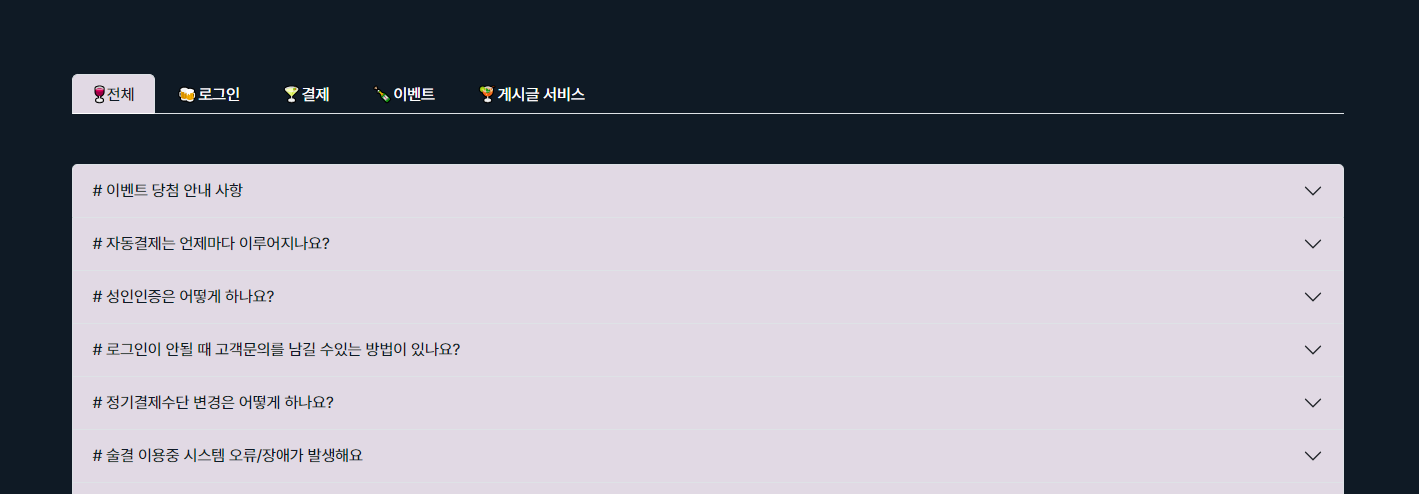 🍷전체 🍻로그인 🍸결제 🍾이벤트 🍹게시글 서비스
# 이벤트 당첨 안내 사항
# 자동결제는 언제마다 이루어지나요?
# 성인인증은 어떻게 하나요?
# 로그인이 안될 때 고객문의를 남길 수있는 방법이 있나요?
# 정기결제수단 변경은 어떻게 하나요?
# 술결 이용중 시스템 오류/장애가 발생해요